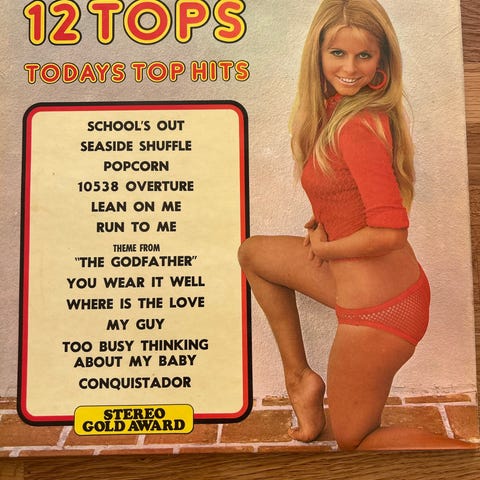 12 TOPS
TODAYS TOP HITS
SCHOOL'S OUT
SEASIDE SHUFFLE
POPCORN
10538 OVERTURE
LEAN ON ME
RUN TO ME
THEME FROM
"THE GODFATHER"
YOU WEAR IT WELL
WHERE IS THE LOVE
MY GUY
TOO BUSY THINKING
ABOUT MY BABY
CONQUISTADOR
STEREO
GOLD AWARD